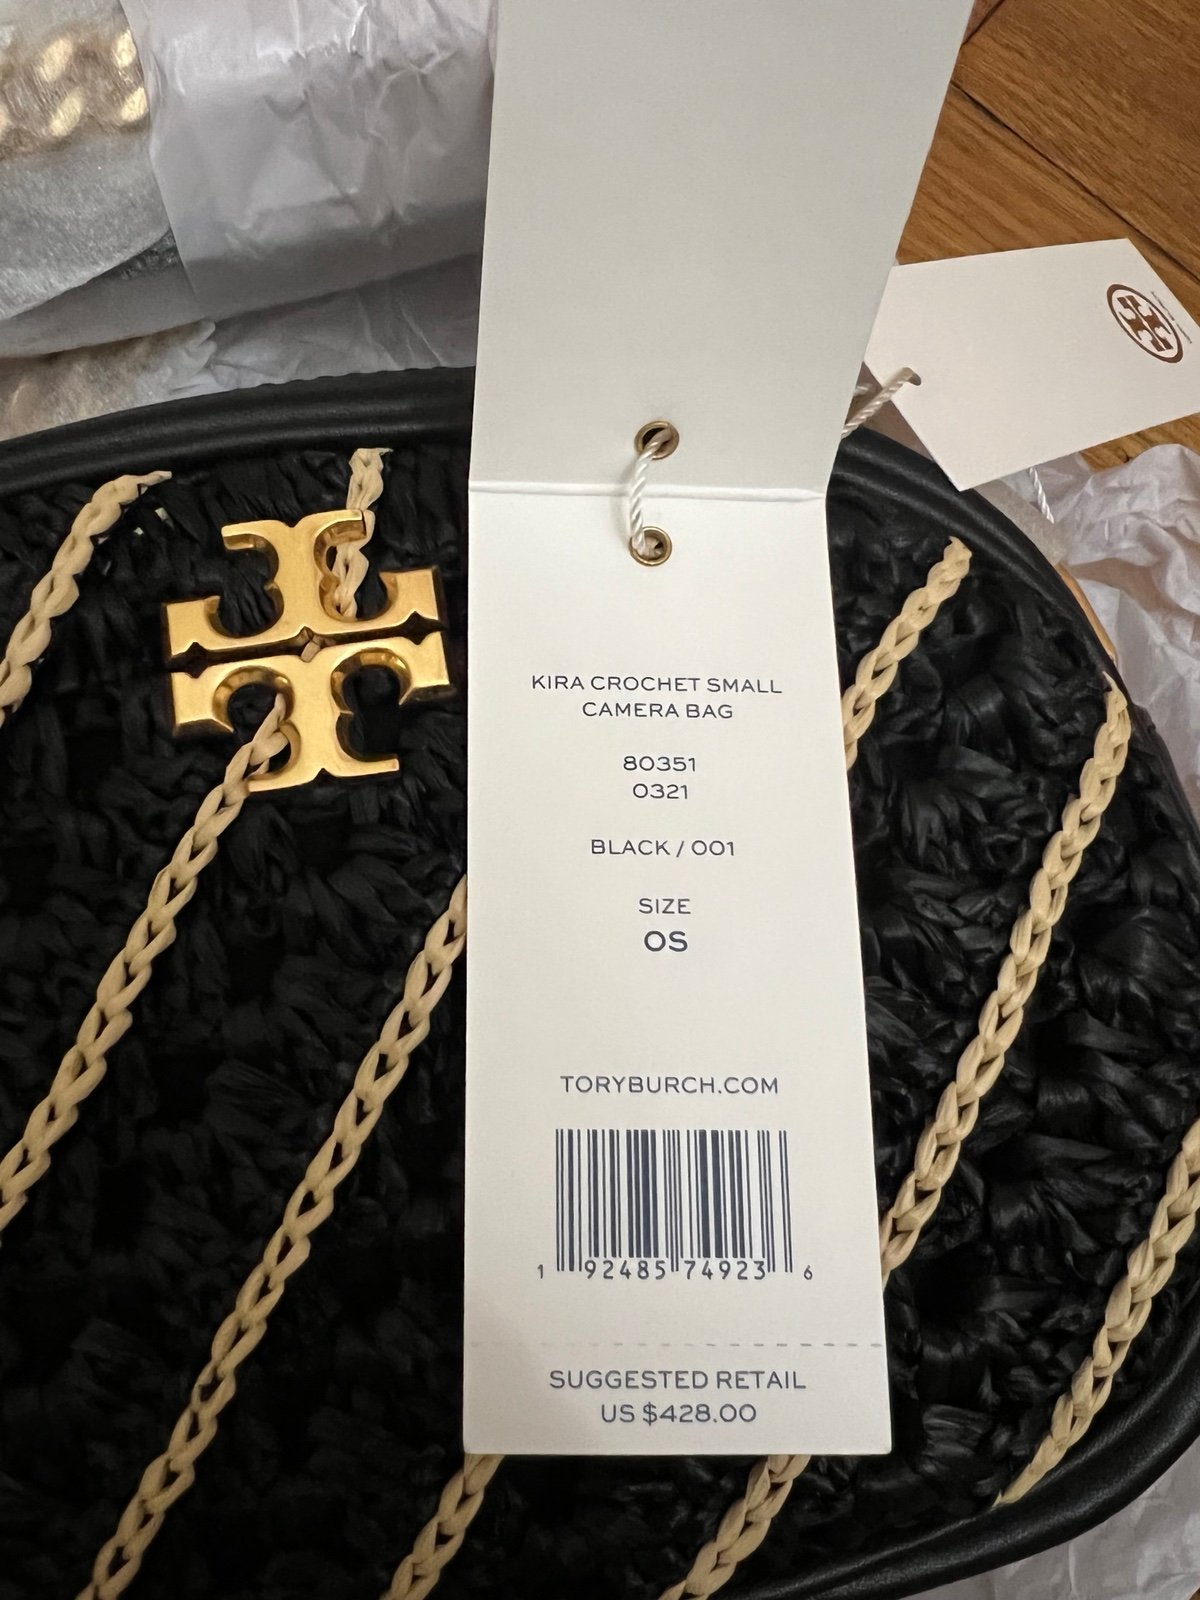 KIRA CROCHET SMALL
CAMERA BAG
80351
0321
BLACK / 001
SIZE
OS
TORYBURCH.COM
1 92485 74923 6
SUGGESTED RETAIL
US $428.00